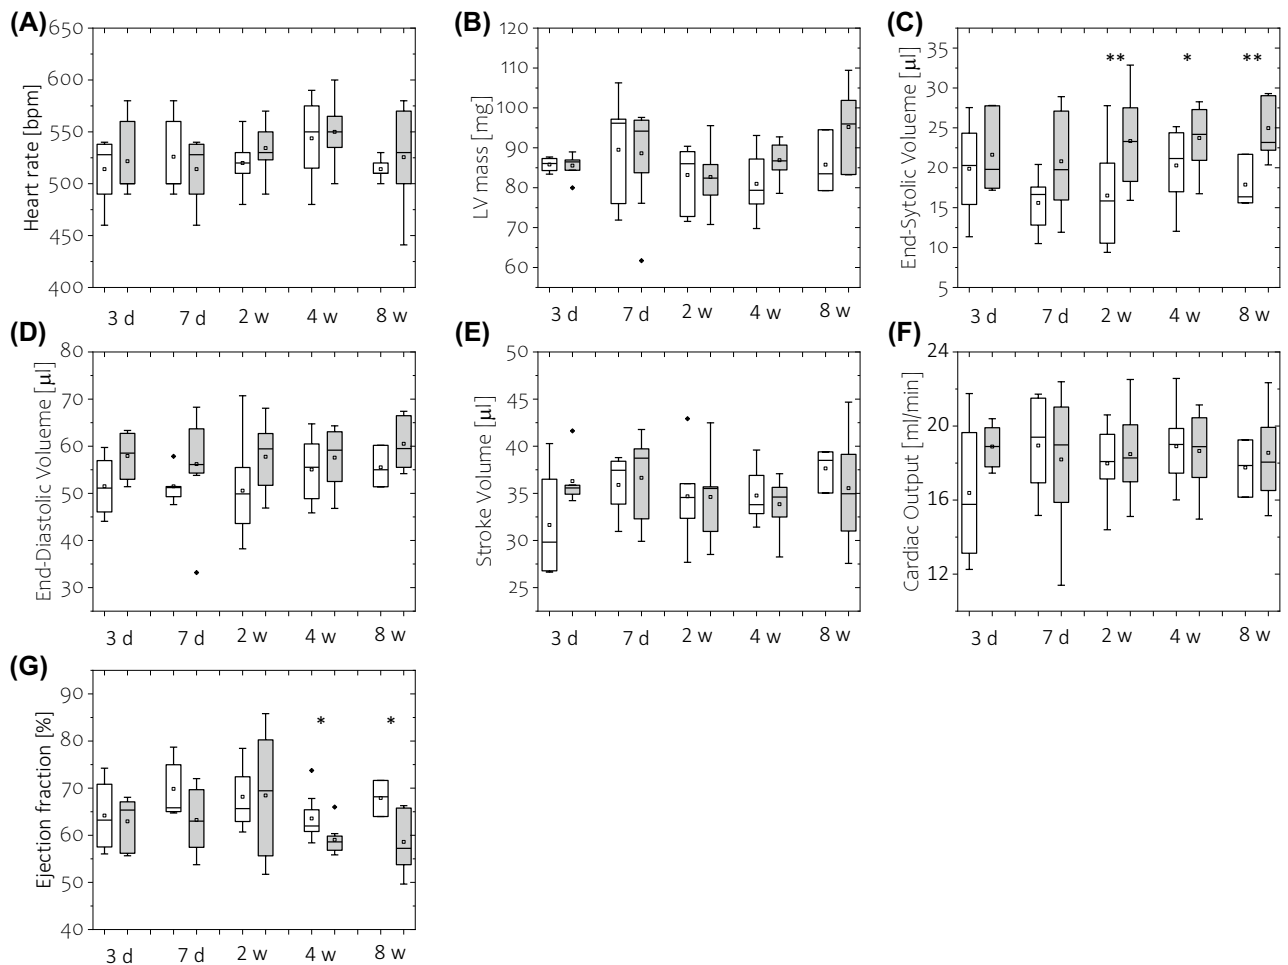 (A)
Heart rate [bpm]
650
600
550
500
450
400
3 d 7 d 2 w 4 w 8 w
(B)
LV mass [mg]
120
110
100
90
80
70
60
3 d 7 d 2 w 4 w 8 w
(C)
End-Sytolic Volueme [µl]
35
30
25
20
15
10
5
** * **
3 d 7 d 2 w 4 w 8 w
(D)
End-Diastolic Volueme [µl]
80
70
60
50
40
30
3 d 7 d 2 w 4 w 8 w
(E)
Stroke Volume [µl]
50
45
40
35
30
25
3 d 7 d 2 w 4 w 8 w
(F)
Cardiac Output [ml/min]
24
20
16
12
3 d 7 d 2 w 4 w 8 w
(G)
Ejection fraction [%]
90
80
70
60
50
40
* *
3 d 7 d 2 w 4 w 8 w